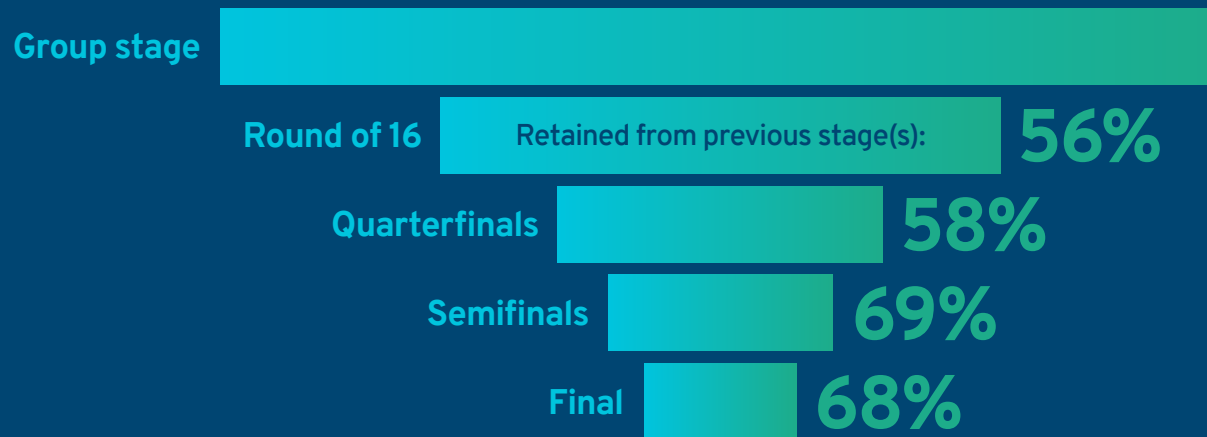 Group stage
Round of 16 Retained from previous stage(s): 56%
Quarterfinals 58%
Semifinals 69%
Final 68%